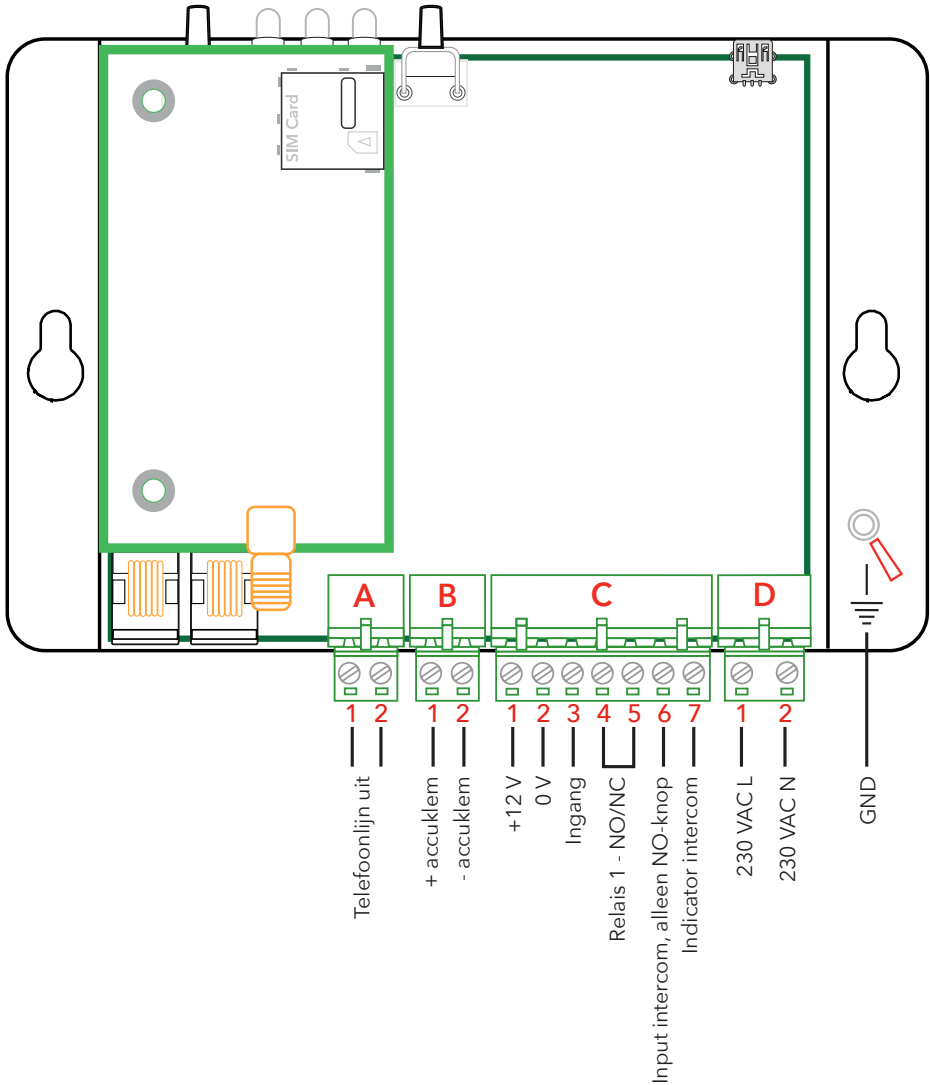 SIM Card
A
B
C
D
1 2
1 2
1 2 3 4 5 6 7
1 2
Telefoonlijn uit
+ accuklem
- accuklem
+12 V
0 V
Ingang
Relais 1 - NO/NC
Input intercom, alleen NO-knop
Indicator intercom
230 VAC L
230 VAC N
GND